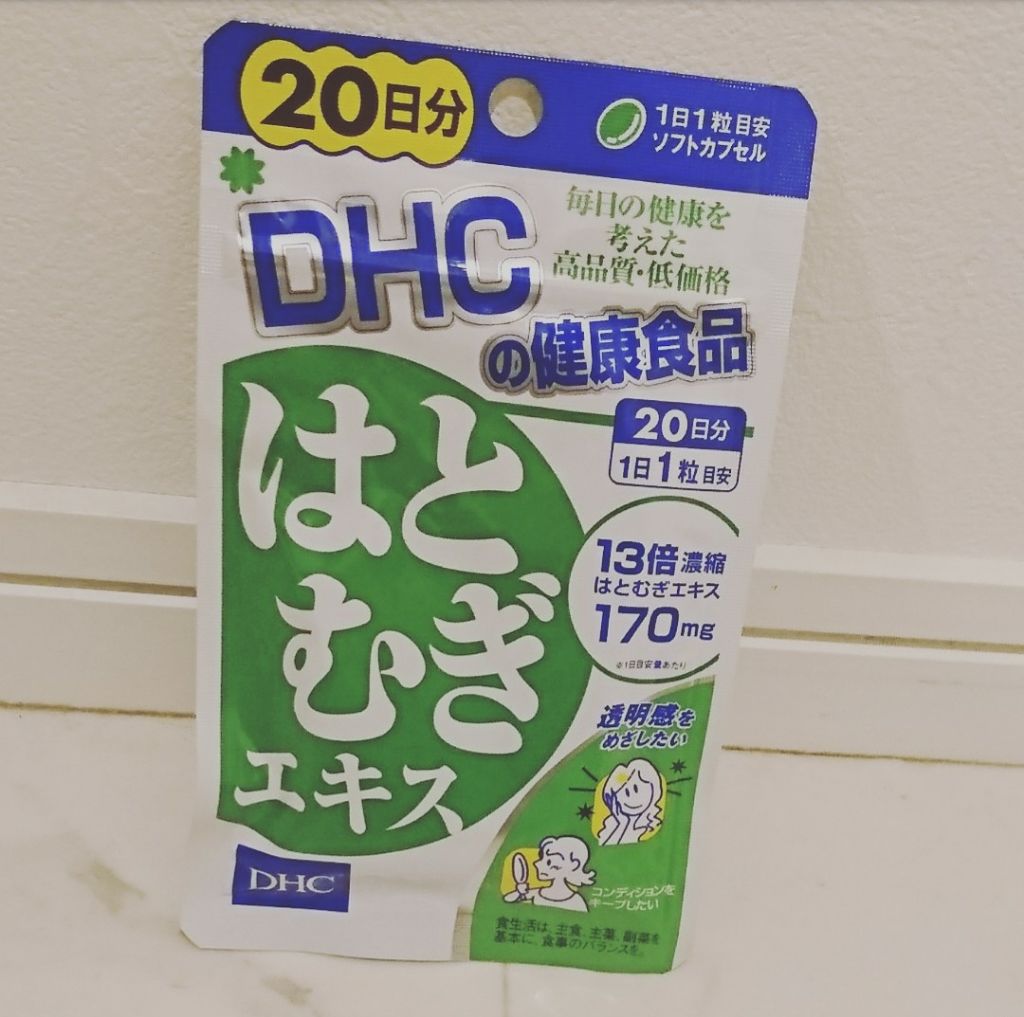 20日分
1日1粒目安
ソフトカプセル
DHC
毎日の健康を
考えた
高品質・低価格
の健康食品
はと
むぎ
エキス
20日分
1日1粒目安
13倍濃縮
はとむぎエキス
170mg
※1日目安量あたり
透明感を
めざしたい
コンディションを
キープしたい
DHC
食生活は、主食、主菜、副菜を
基本に、食事のバランスを。